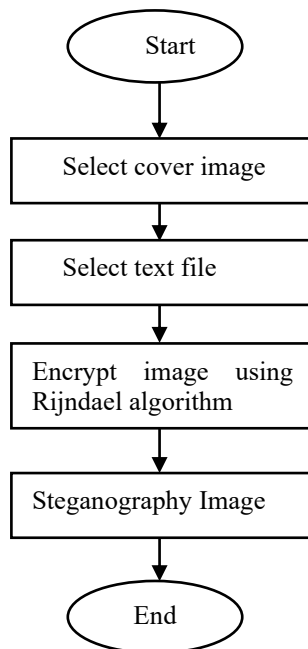 Start
Select cover image
Select text file
Encrypt image using
Rijndael algorithm
Steganography Image
End